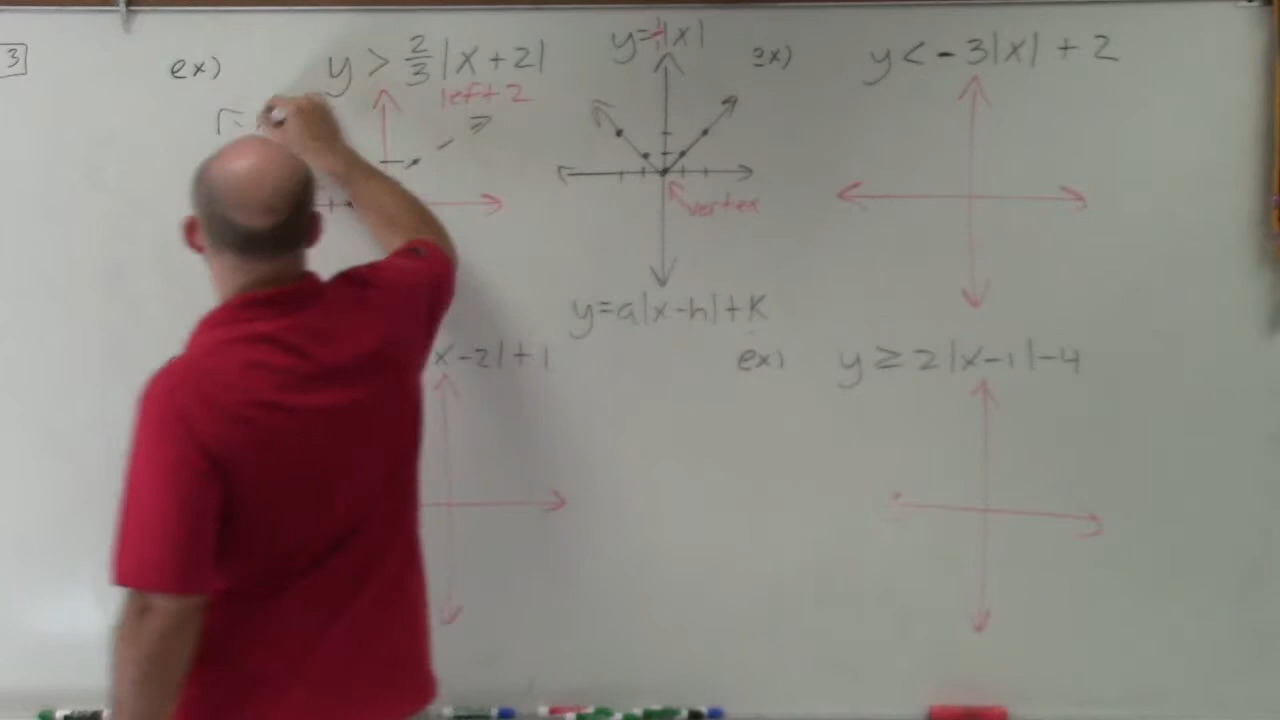 3
ex) y > 2/3 |x + 2|
left 2
y=-|x|
vertex
y=a|x-h|+k
ex) y < -3|x| + 2
x-2|+1
ex) y ≥ 2|x-1|-4